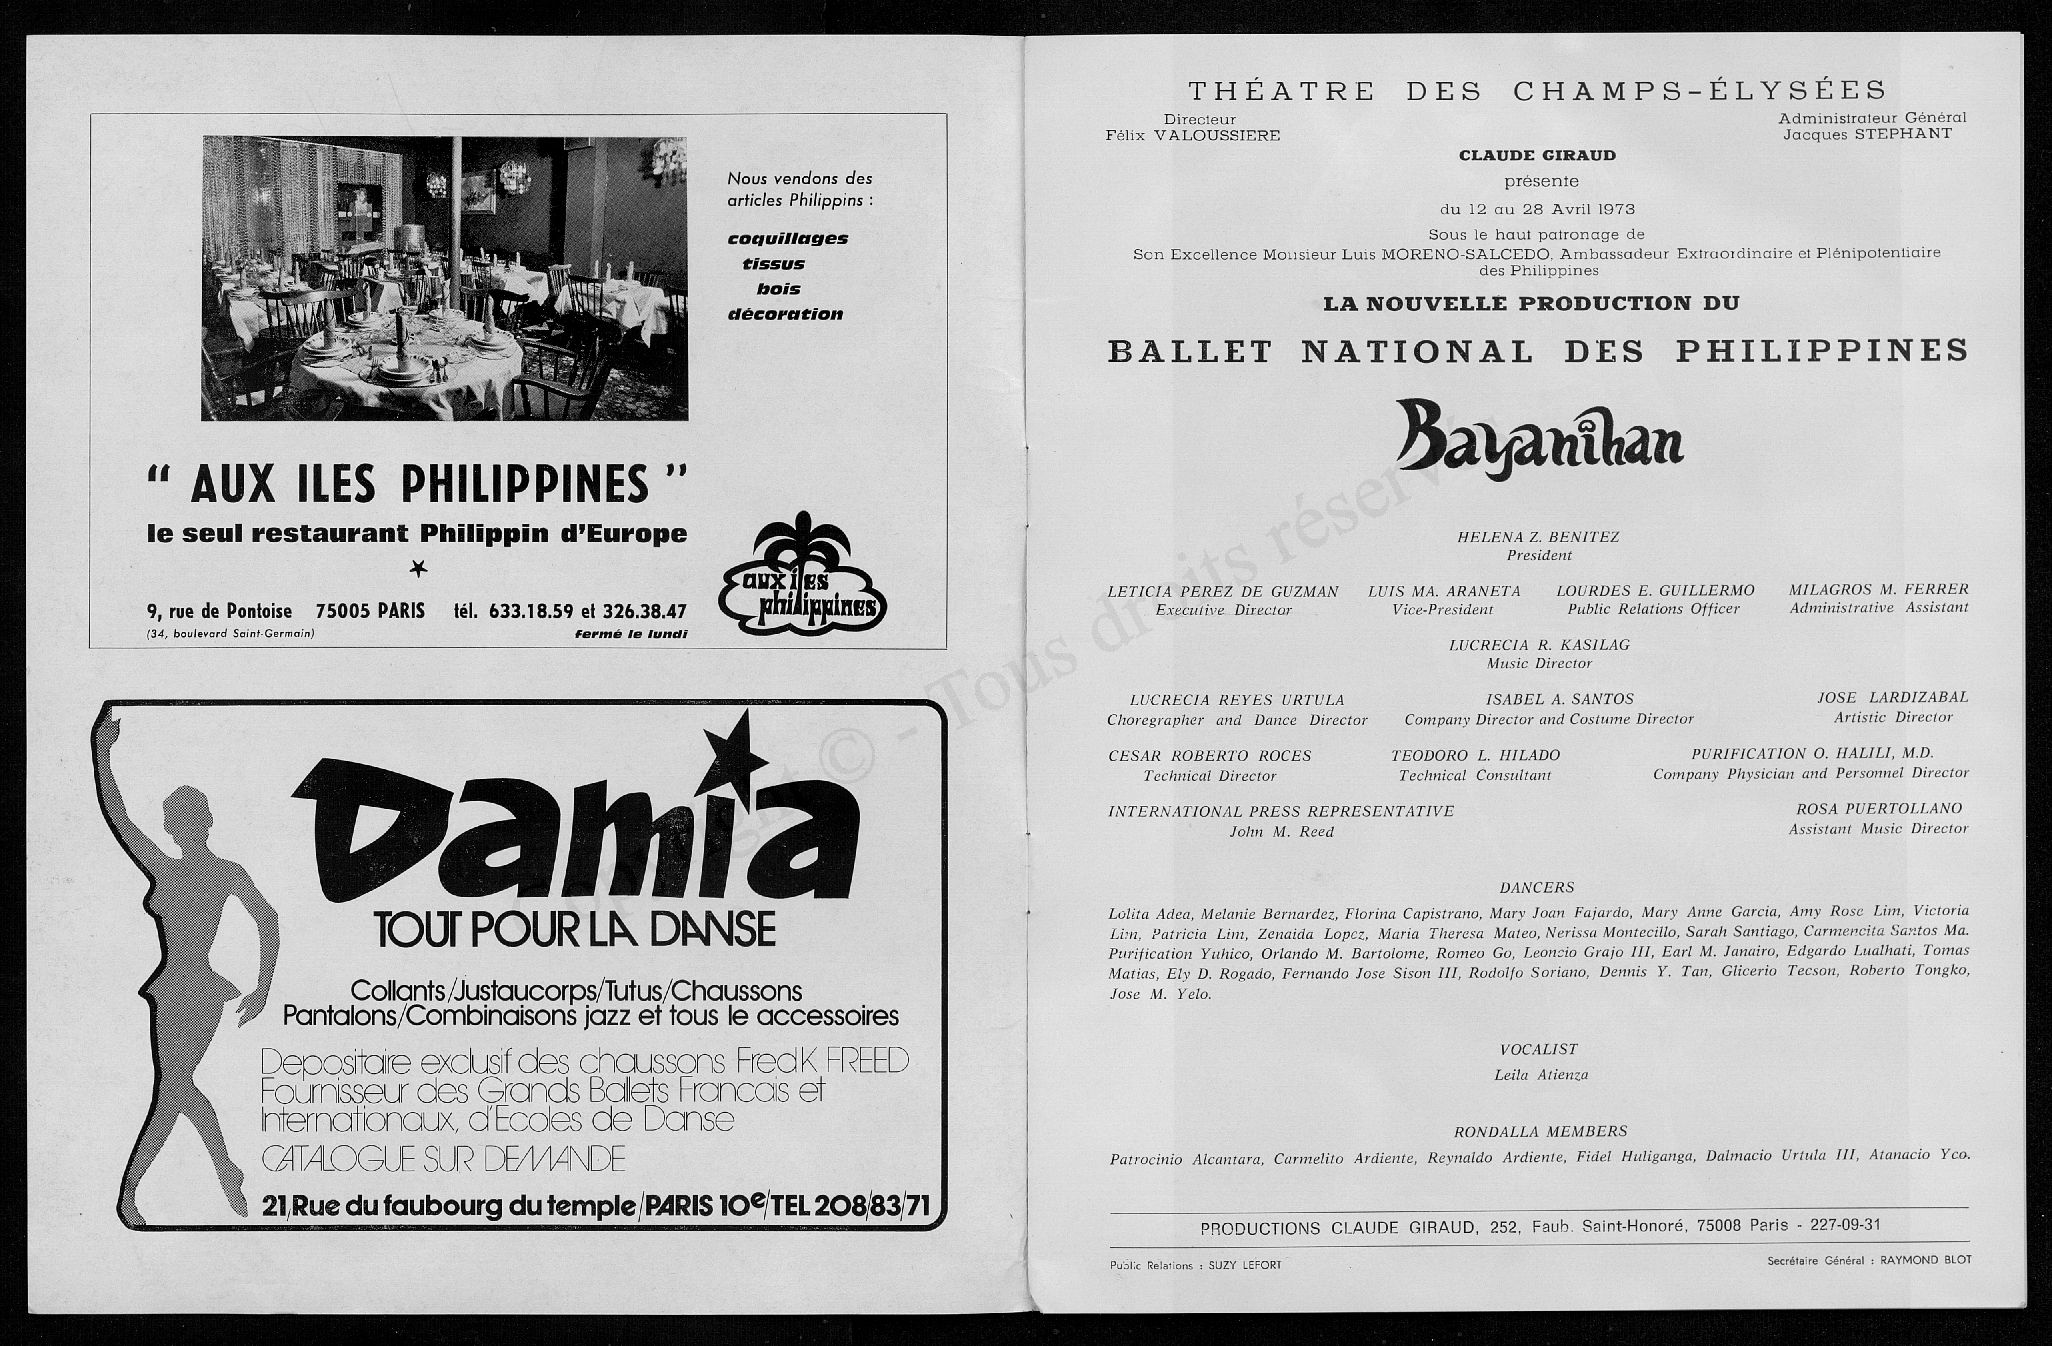 Nous vendons des
articles Philippins :
coquillages
tissus
bois
décoration
“ AUX ILES PHILIPPINES ”
le seul restaurant Philippin d'Europe
9, rue de Pontoise 75005 PARIS tél. 633.18.59 et 326.38.47
(34, boulevard Saint-Germain) fermé le lundi
aux îles
philippines
Damia
TOUT POUR LA DANSE
Collants/Justaucorps/Tutus/Chaussons
Pantalons/Combinaisons jazz et tous le accessoires
Depositaire exclusif des chaussons Fred K FREED
Fournisseur des Grands Ballets Francais et
Internationaux, d'Ecoles de Danse
CATALOGUE SUR DEMANDE
21/Rue du faubourg du temple/PARIS 10e/TEL 208/83/71
THÉATRE DES CHAMPS-ÉLYSÉES
Directeur Administrateur Général
Félix VALOUSSIERE Jacques STEPHANT
CLAUDE GIRAUD
présente
du 12 au 28 Avril 1973
Sous le haut patronage de
Son Excellence Monsieur Luis MORENO-SALCEDO, Ambassadeur Extraordinaire et Plénipotentiaire
des Philippines
LA NOUVELLE PRODUCTION DU
BALLET NATIONAL DES PHILIPPINES
Bayanihan
HELENA Z. BENITEZ
President
LETICIA PEREZ DE GUZMAN LUIS MA. ARANETA LOURDES E. GUILLERMO MILAGROS M. FERRER
Executive Director Vice-President Public Relations Officer Administrative Assistant
LUCRECIA R. KASILAG
Music Director
LUCRECIA REYES URTULA ISABEL A. SANTOS JOSE LARDIZABAL
Choregrapher and Dance Director Company Director and Costume Director Artistic Director
CESAR ROBERTO ROCES TEODORO L. HILADO PURIFICATION O. HALILI, M.D.
Technical Director Technical Consultant Company Physician and Personnel Director
INTERNATIONAL PRESS REPRESENTATIVE ROSA PUERTOLLANO
John M. Reed Assistant Music Director
DANCERS
Lolita Adea, Melanie Bernardez, Florina Capistrano, Mary Joan Fajardo, Mary Anne Garcia, Amy Rose Lim, Victoria
Lim, Patricia Lim, Zenaida Lopez, Maria Theresa Mateo, Nerissa Montecillo, Sarah Santiago, Carmencita Santos Ma.
Purification Yuhico, Orlando M. Bartolome, Romeo Go, Leoncio Grajo III, Earl M. Janairo, Edgardo Lualhati, Tomas
Matias, Ely D. Rogado, Fernando Jose Sison III, Rodolfo Soriano, Dennis Y. Tan, Glicerio Tecson, Roberto Tongko,
Jose M. Yelo.
VOCALIST
Leila Atienza
RONDALLA MEMBERS
Patrocinio Alcantara, Carmelito Ardiente, Reynaldo Ardiente, Fidel Huliganga, Dalmacio Urtula III, Atanacio Yco.
PRODUCTIONS CLAUDE GIRAUD, 252, Faub. Saint-Honoré, 75008 Paris - 227-09-31
Public Relations : SUZY LEFORT Secrétaire Général : RAYMOND BLOT
Copyright © - Tous droits réservés